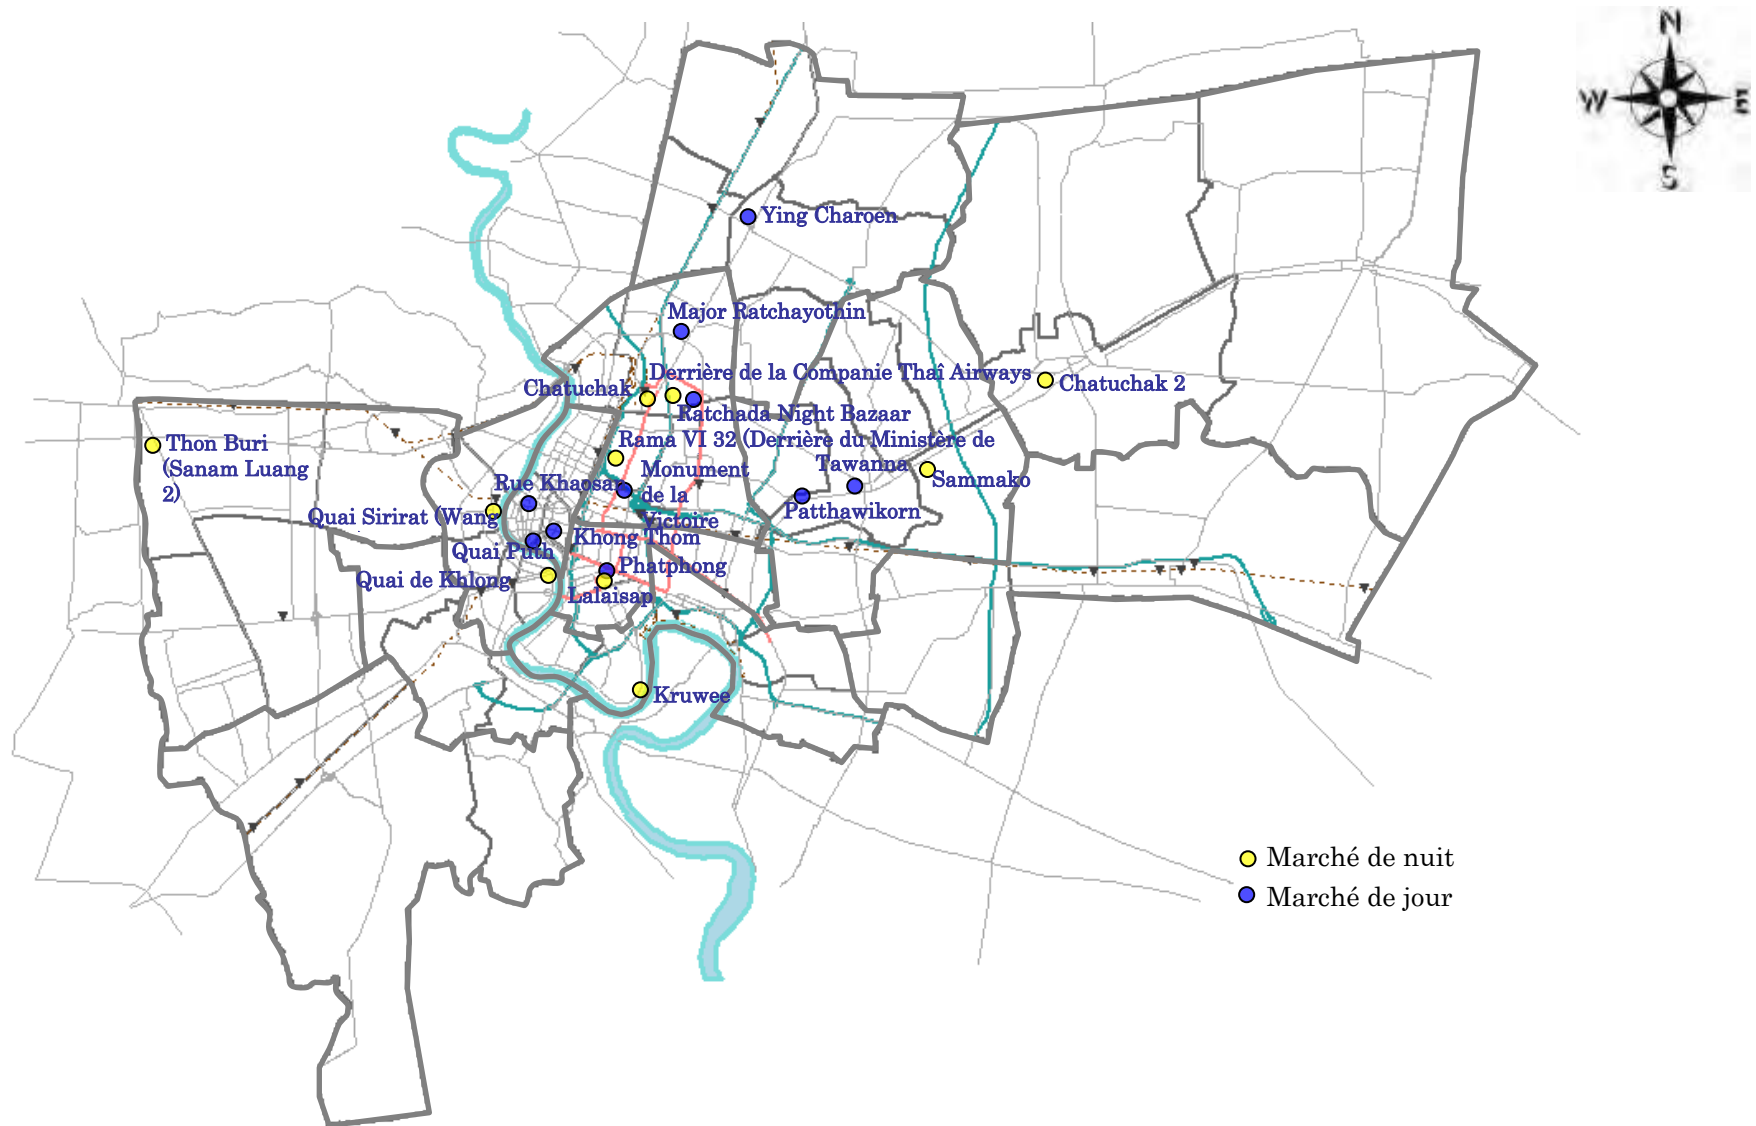 N
W E
S
Ying Charoen
Major Ratchayothin
Derrière de la Companie Thaî Airways
Chatuchak
Chatuchak 2
Ratchada Night Bazaar
Rama VI 32 (Derrière du Ministère de
Thon Buri
(Sanam Luang
2)
Monument
de la
Victoire
Tawanna
Sammako
Rue Khaosar
Patthawikorn
Quai Sirirat (Wang
Khong Thom
Quai Puth
Phatphong
Quai de Khlong
Lalaisap
Kruwee
Marché de nuit
Marché de jour